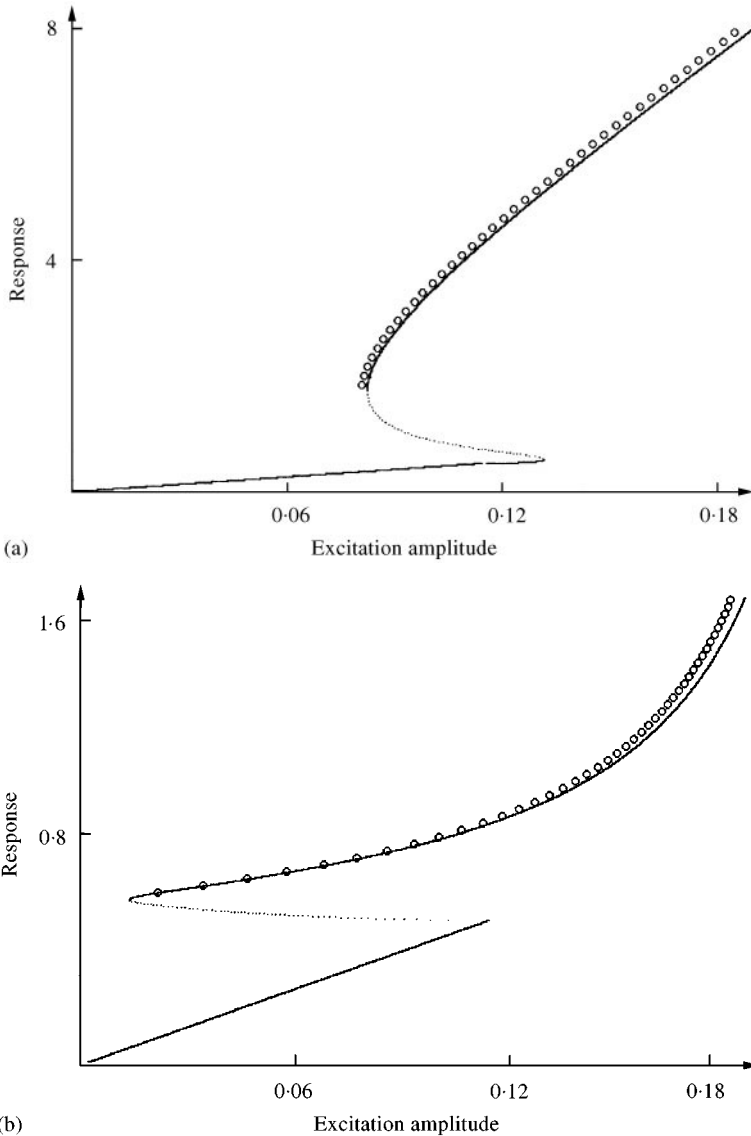 8
Response
4
0·06
0·12
0·18
(a)
Excitation amplitude
1·6
Response
0·8
0·06
0·12
0·18
(b)
Excitation amplitude